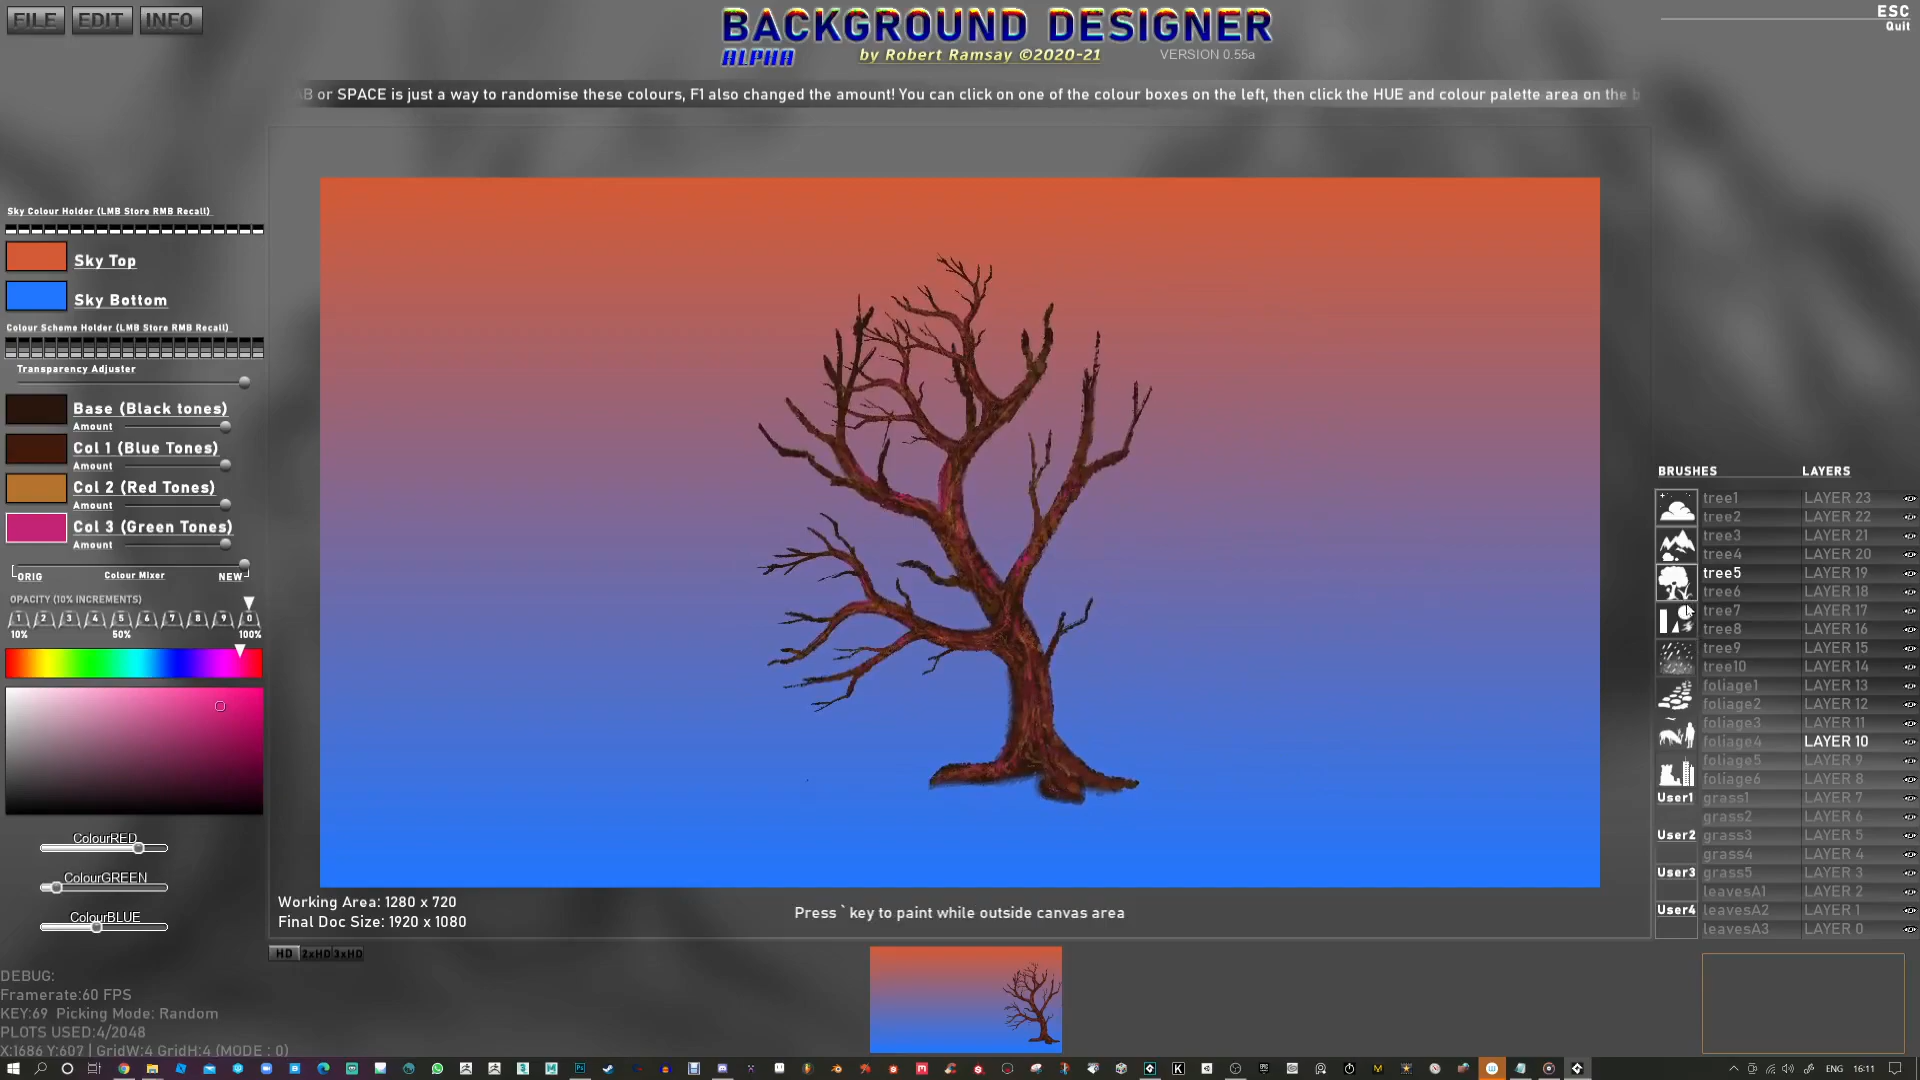 FILE EDIT INFO
BACKGROUND DESIGNER
ALPHA by Robert Ramsay ©2020-21 VERSION 0.55a
ESC
Quit
or SPACE is just a way to randomise these colours, F1 also changed the amount! You can click on one of the colour boxes on the left, then click the HUE and colour palette area on the
Sky Colour Holder (LMB Store RMB Recall)
Sky Top
Sky Bottom
Colour Scheme Holder (LMB Store RMB Recall)
Transparency Adjuster
Base (Black tones)
Amount
Col 1 (Blue Tones)
Amount
Col 2 (Red Tones)
Amount
Col 3 (Green Tones)
Amount
ORIG Colour Mixer NEW
OPACITY (10% INCREMENTS)
1 2 3 4 5 6 7 8 9 0
10% 50% 100%
ColourRED
ColourGREEN
ColourBLUE
DEBUG:
Framerate:60 FPS
KEY:69 Picking Mode: Random
PLOTS USED:4/2048
X:1686 Y:607 | GridW:4 GridH:4 (MODE : 0)
Working Area: 1280 x 720
Final Doc Size: 1920 x 1080
Press ` key to paint while outside canvas area
HD 2xHD 3xHD
BRUSHES LAYERS
tree1 LAYER 23
tree2 LAYER 22
tree3 LAYER 21
tree4 LAYER 20
tree5 LAYER 19
tree6 LAYER 18
tree7 LAYER 17
tree8 LAYER 16
tree9 LAYER 15
tree10 LAYER 14
foliage1 LAYER 13
foliage2 LAYER 12
foliage3 LAYER 11
foliage4 LAYER 10
foliage5 LAYER 9
foliage6 LAYER 8
User1 grass1 LAYER 7
grass2 LAYER 6
User2 grass3 LAYER 5
grass4 LAYER 4
User3 grass5 LAYER 3
leavesA1 LAYER 2
User4 leavesA2 LAYER 1
leavesA3 LAYER 0
ENG 16:11